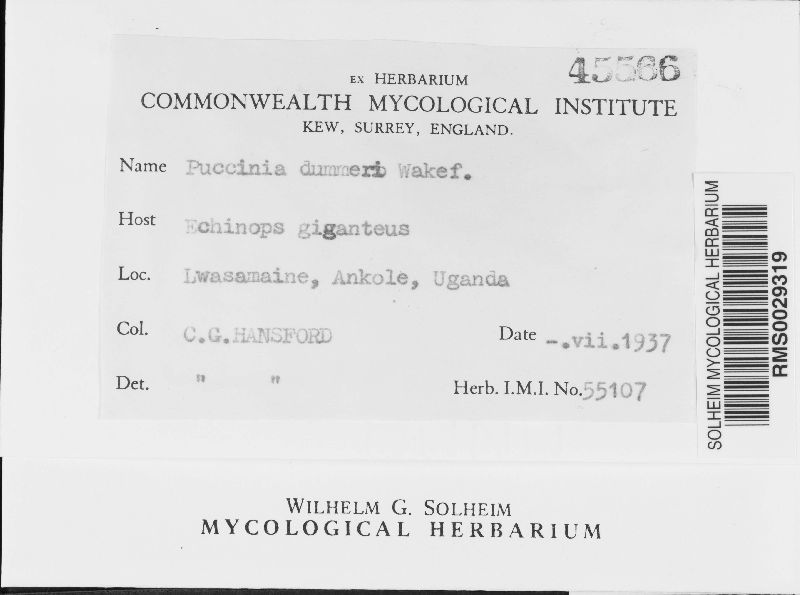 45566
EX HERBARIUM
COMMONWEALTH MYCOLOGICAL INSTITUTE
KEW, SURREY, ENGLAND.
Name Puccinia dummeri Wakef.
Host Echinops giganteus
Loc. Lwasamaine, Ankole, Uganda
Col. C.G.HANSFORD Date -.vii.1937
Det. " " Herb. I.M.I. No. 55107
SOLHEIM MYCOLOGICAL HERBARIUM
RMS0029319
WILHELM G. SOLHEIM
MYCOLOGICAL HERBARIUM